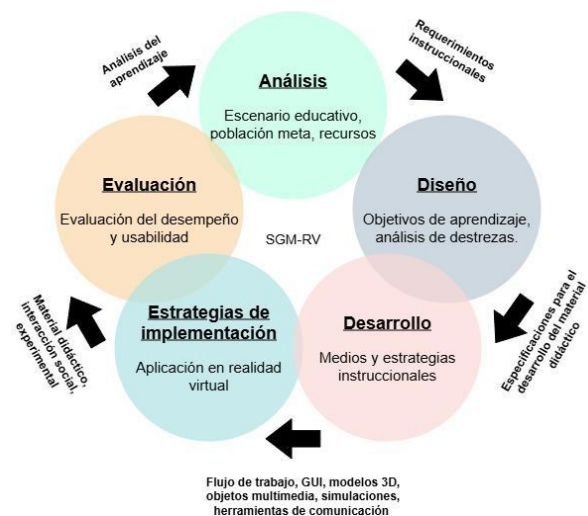 Análisis
Escenario educativo,
población meta, recursos
Requerimientos
instruccionales
Diseño
Objetivos de aprendizaje,
análisis de destrezas.
Especificaciones para el
desarrollo del material
didáctico
Desarrollo
Medios y estrategias
instruccionales
Flujo de trabajo, GUI, modelos 3D,
objetos multimedia, simulaciones,
herramientas de comunicación
Estrategias de
implementación
Aplicación en realidad
virtual
Material didáctico,
interacción social,
experimental
Evaluación
Evaluación del desempeño
y usabilidad
Análisis del
aprendizaje
SGM-RV